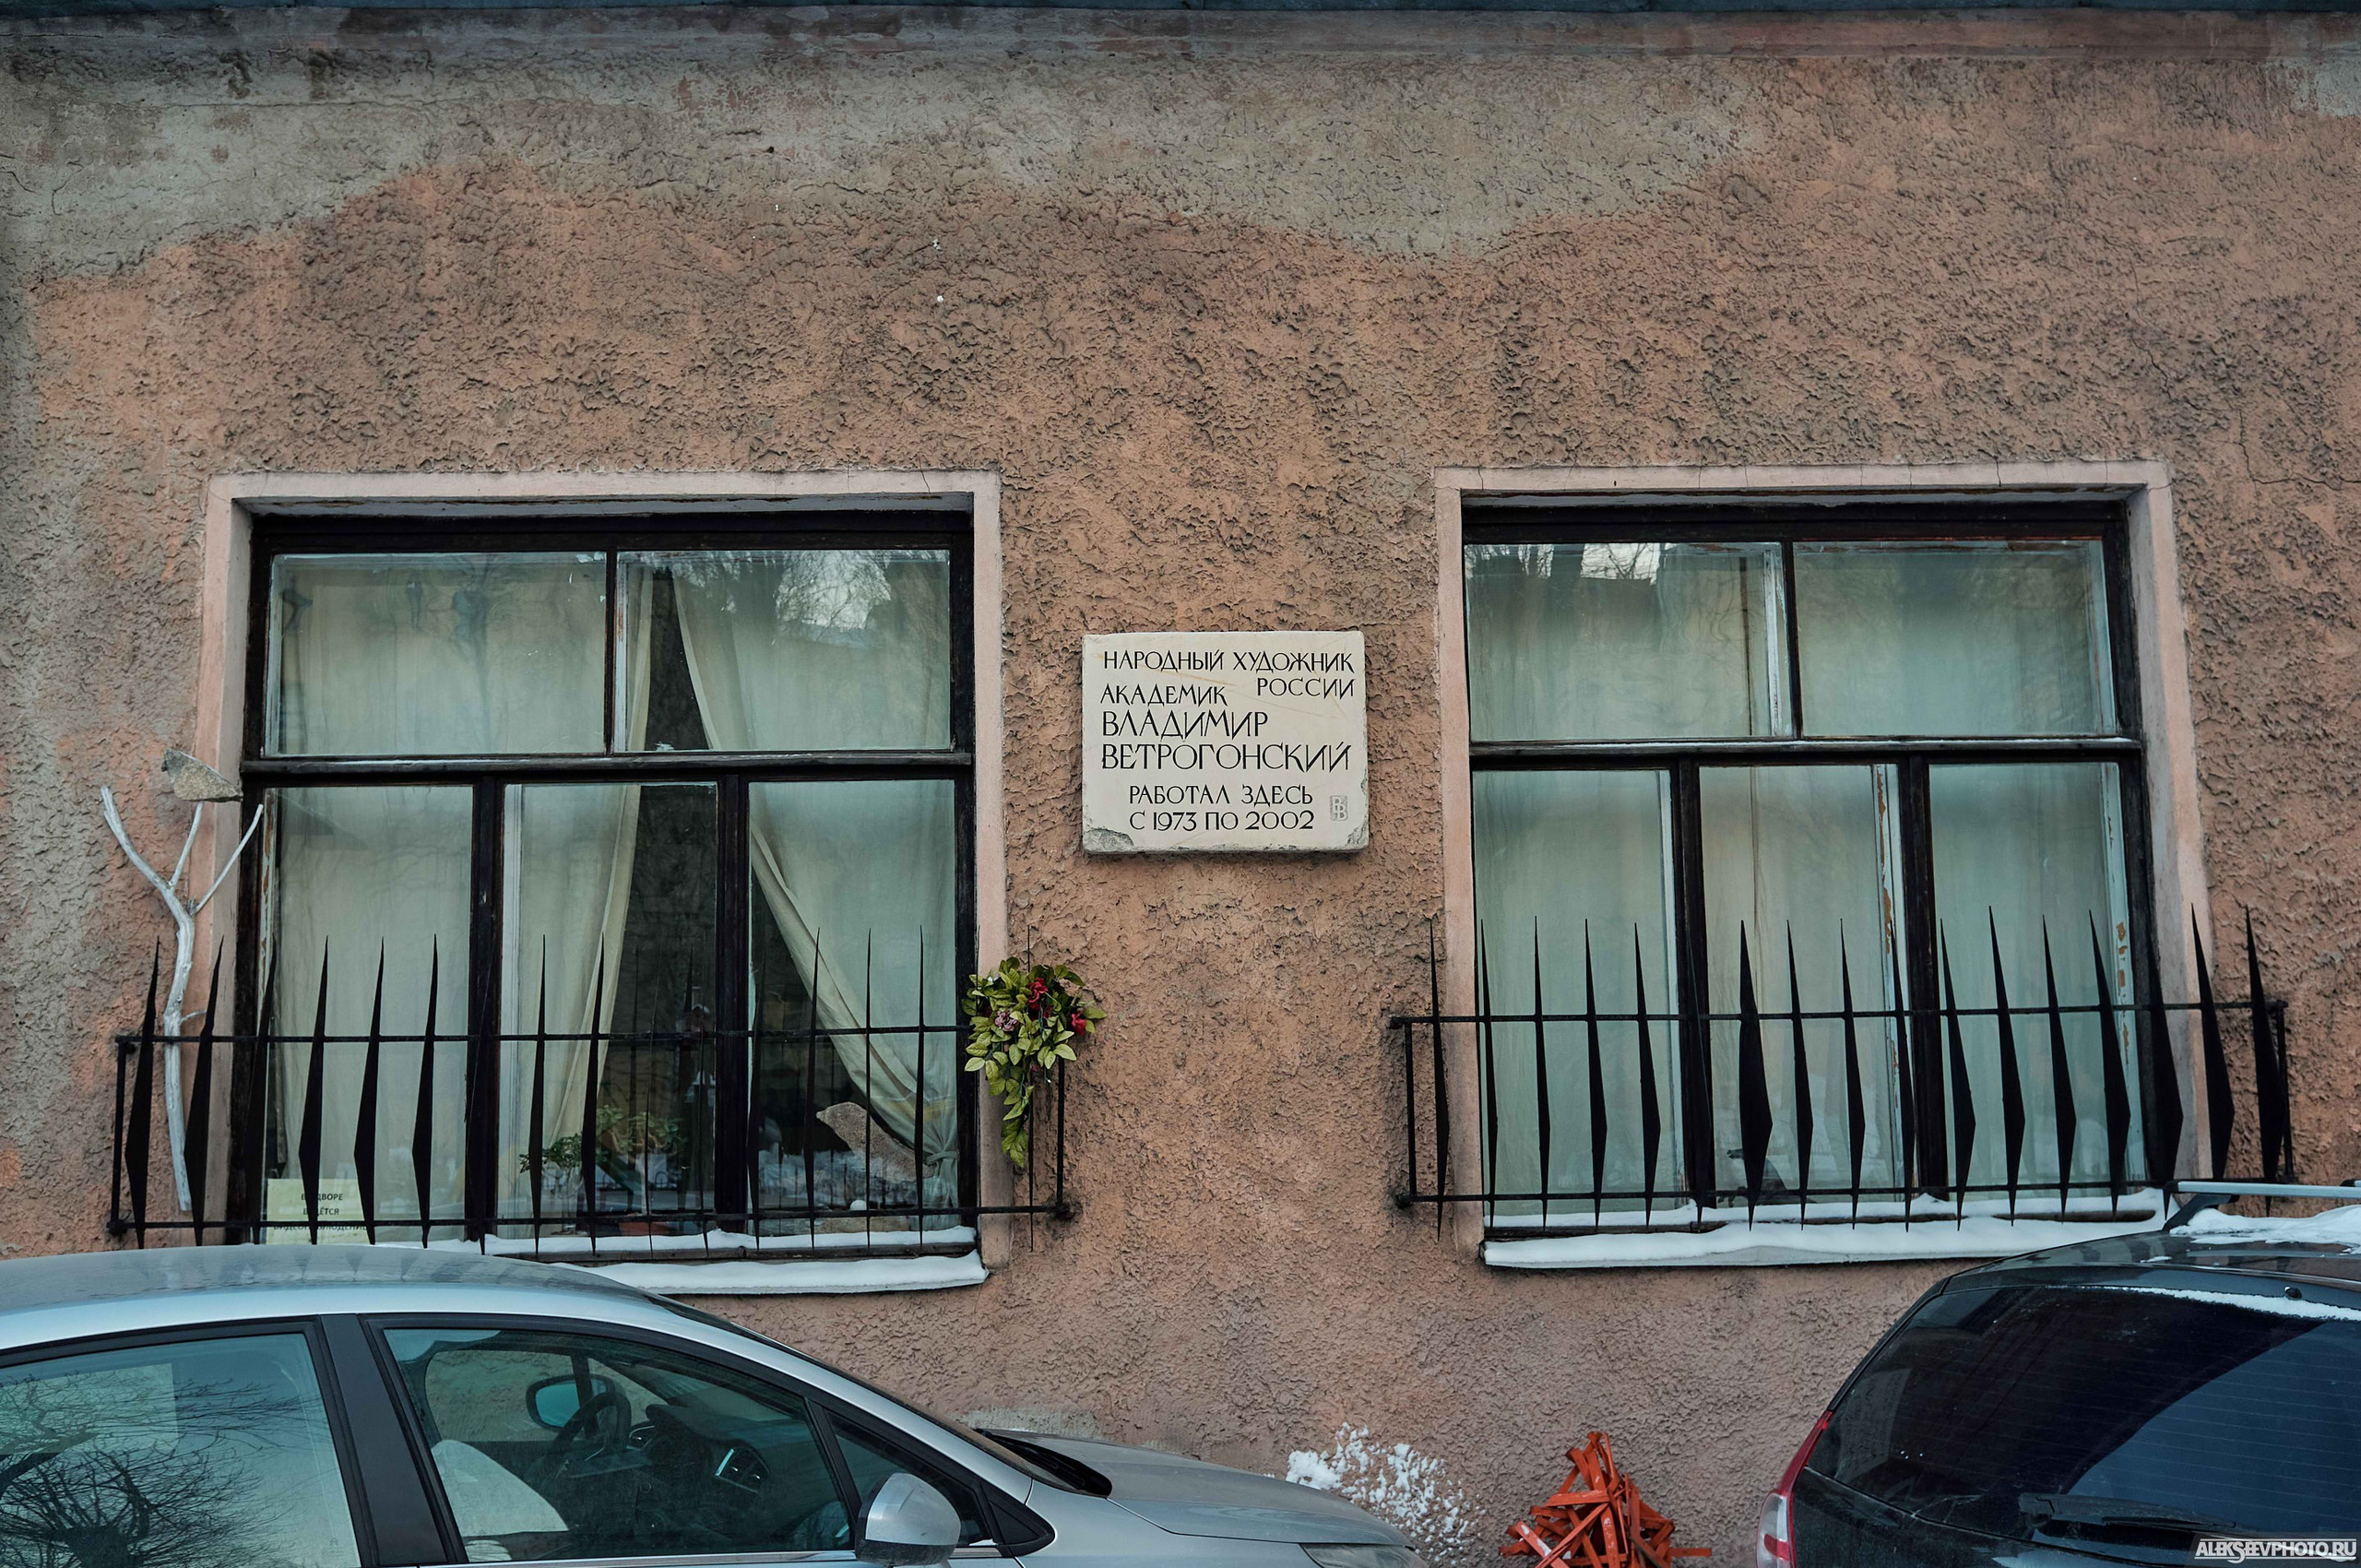 НАРОДНЫЙ ХУДОЖНИК
РОССИИ
АКАДЕМИК
ВЛАДИМИР
ВЕТРОГОНСКИЙ
РАБОТАЛ ЗДЕСЬ
С 1973 ПО 2002
ALEKSEEVPHOTO.RU